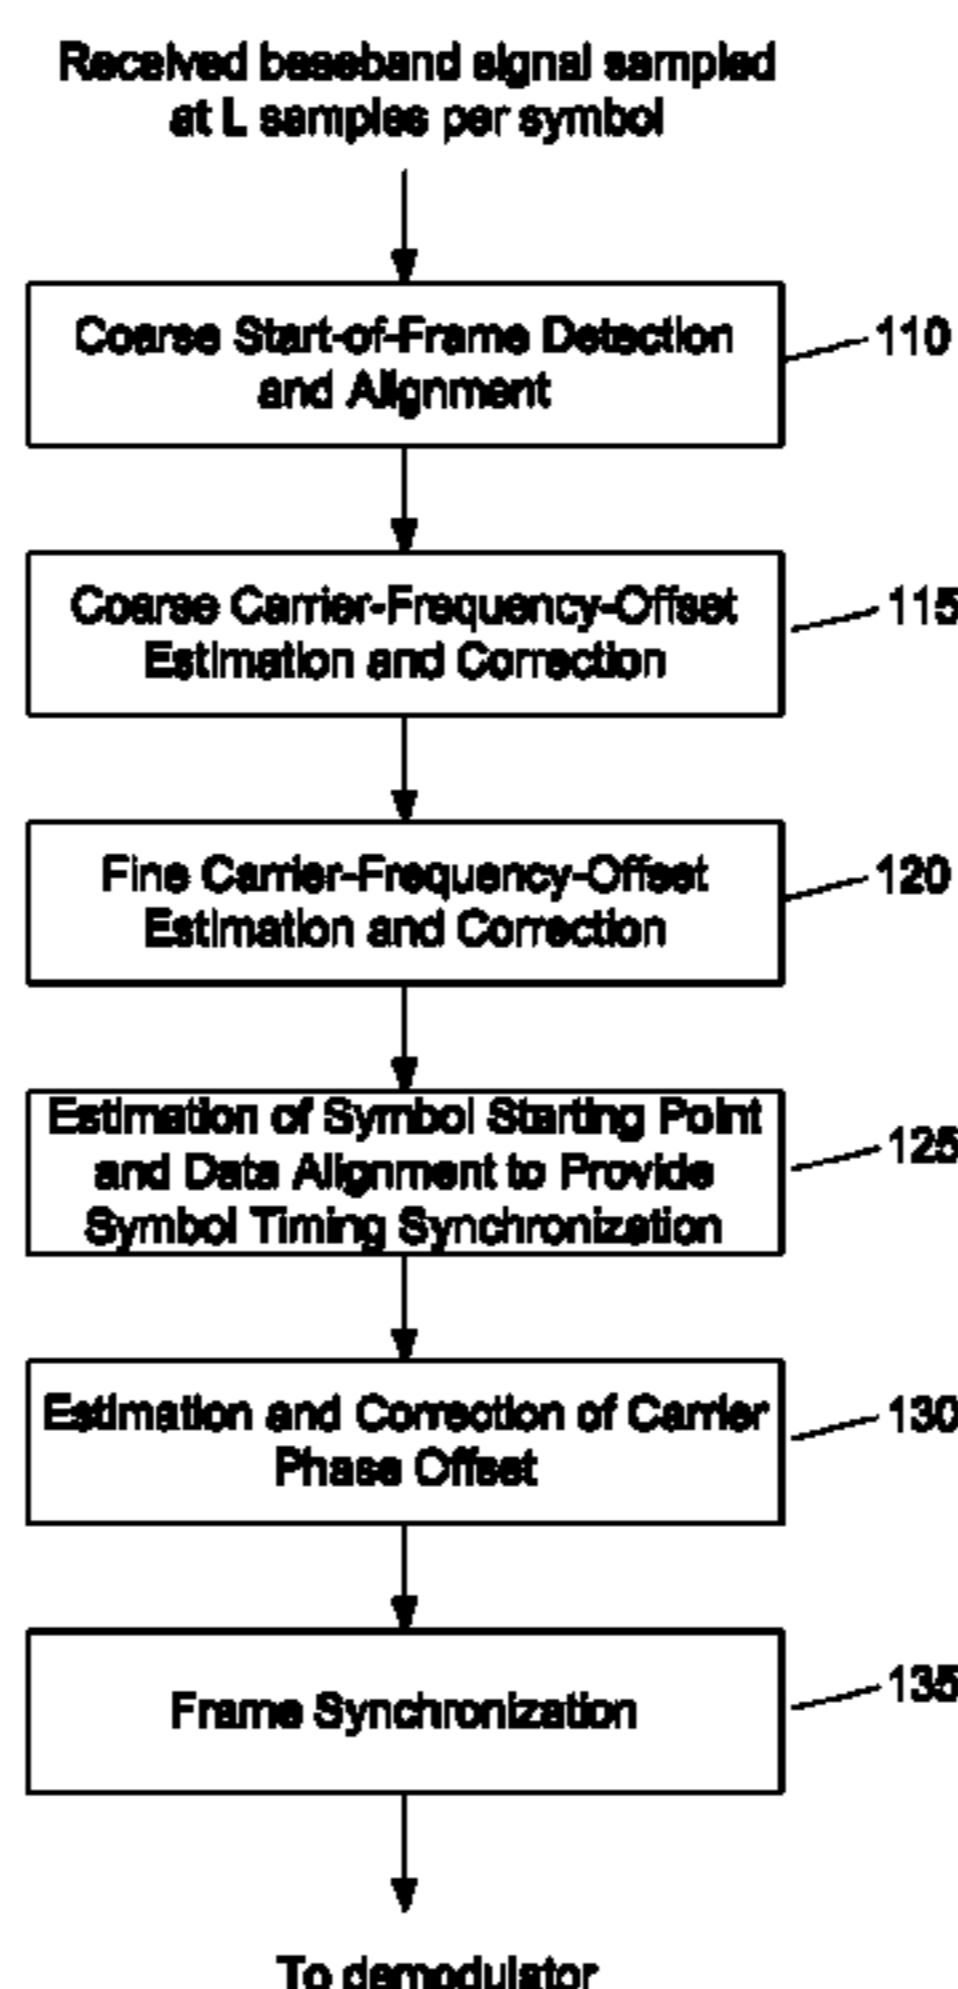 Received baseband signal sampled
at L samples per symbol
Coarse Start-of-Frame Detection
and Alignment
110
Coarse Carrier-Frequency-Offset
Estimation and Correction
115
Fine Carrier-Frequency-Offset
Estimation and Correction
120
Estimation of Symbol Starting Point
and Data Alignment to Provide
Symbol Timing Synchronization
125
Estimation and Correction of Carrier
Phase Offset
130
Frame Synchronization
135
To demodulator